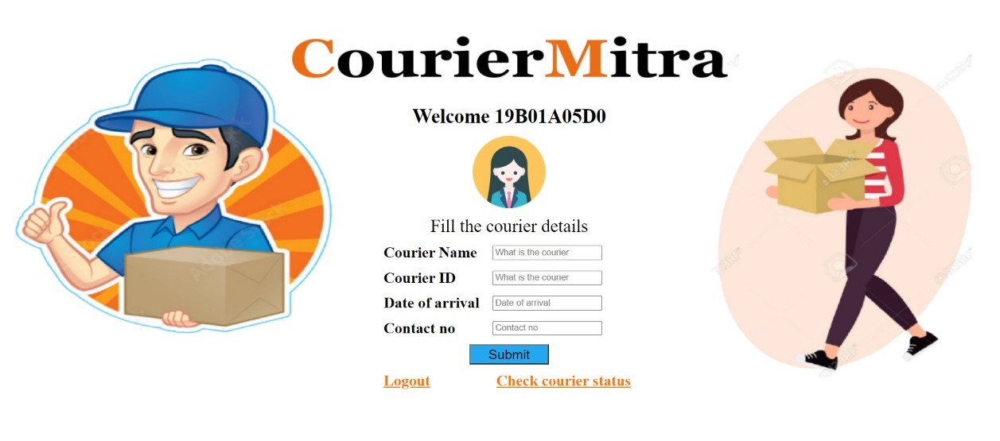 CourierMitra
Welcome 19B01A05D0
Fill the courier details
Courier Name What is the courier
Courier ID What is the courier
Date of arrival Date of arrival
Contact no Contact no
Submit
Logout Check courier status